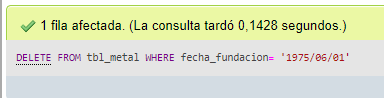 1 fila afectada. (La consulta tardó 0,1428 segundos.)
DELETE FROM tbl_metal WHERE fecha_fundacion= '1975/06/01'